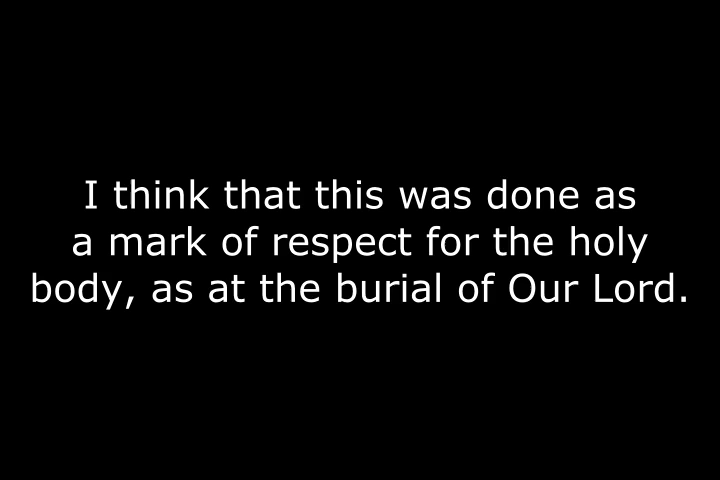 I think that this was done as
a mark of respect for the holy
body, as at the burial of Our Lord.